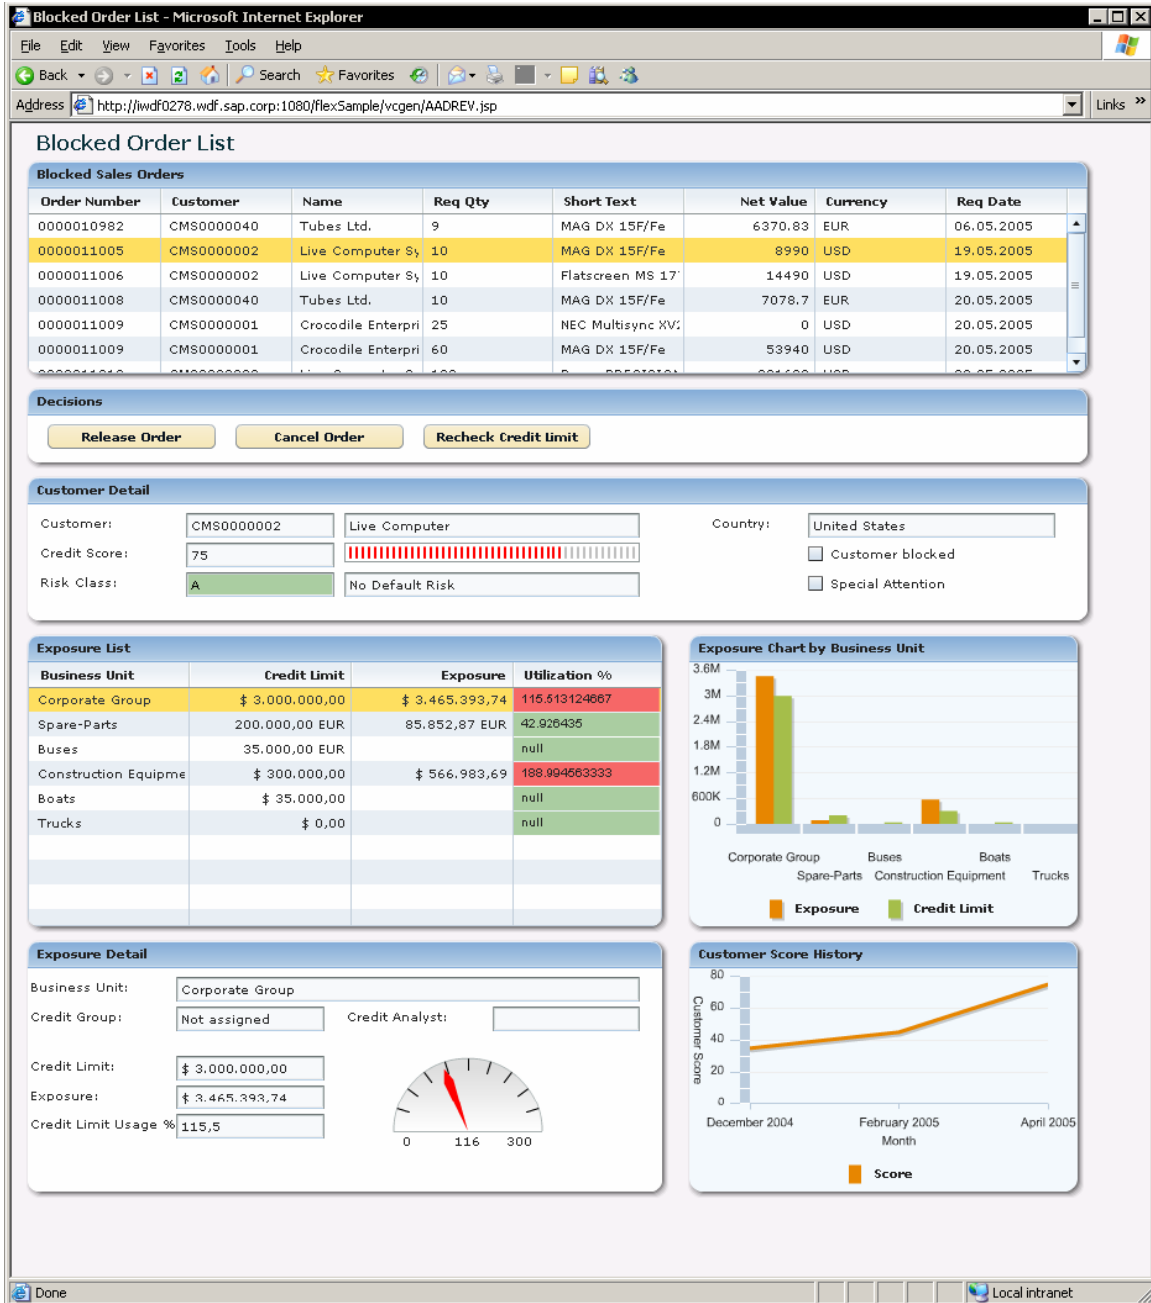 Blocked Order List - Microsoft Internet Explorer
File Edit View Favorites Tools Help
Back Search Favorites
Address http://iwdf0278.wdf.sap.corp:1080/flexSample/vcgen/AADREV.jsp Links »
Blocked Order List
Blocked Sales Orders
Order Number Customer Name Req Qty Short Text Net Value Currency Req Date
0000010982 CMS0000040 Tubes Ltd. 9 MAG DX 15F/Fe 6370.83 EUR 06.05.2005
0000011005 CMS0000002 Live Computer Sy 10 MAG DX 15F/Fe 8990 USD 19.05.2005
0000011006 CMS0000002 Live Computer Sy 10 Flatscreen MS 17 14490 USD 19.05.2005
0000011008 CMS0000040 Tubes Ltd. 10 MAG DX 15F/Fe 7078.7 EUR 20.05.2005
0000011009 CMS0000001 Crocodile Enterpri 25 NEC Multisync XV 0 USD 20.05.2005
0000011009 CMS0000001 Crocodile Enterpri 60 MAG DX 15F/Fe 53940 USD 20.05.2005
Decisions
Release Order Cancel Order Recheck Credit Limit
Customer Detail
Customer: CMS0000002 Live Computer Country: United States
Credit Score: 75 Customer blocked
Risk Class: A No Default Risk Special Attention
Exposure List
Business Unit Credit Limit Exposure Utilization %
Corporate Group $ 3.000.000,00 $ 3.465.393,74 115.513124667
Spare-Parts 200.000,00 EUR 85.852,87 EUR 42.926435
Buses 35.000,00 EUR null
Construction Equipme $ 300.000,00 $ 566.983,69 188.994563333
Boats $ 35.000,00 null
Trucks $ 0,00 null
Exposure Chart by Business Unit
3.6M
3M
2.4M
1.8M
1.2M
600K
0
Corporate Group Buses Boats
Spare-Parts Construction Equipment Trucks
Exposure Credit Limit
Exposure Detail
Business Unit: Corporate Group
Credit Group: Not assigned Credit Analyst:
Credit Limit: $ 3.000.000,00
Exposure: $ 3.465.393,74
Credit Limit Usage % 115,5
0 116 300
Customer Score History
Customer Score
80
60
40
20
0
December 2004 February 2005 April 2005
Month
Score
Done Local intranet